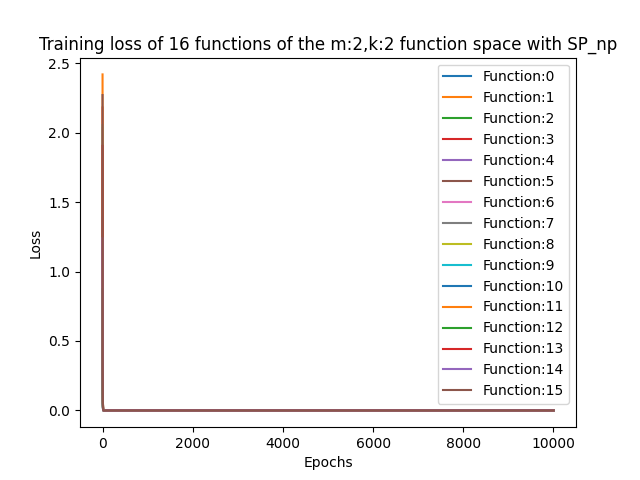 Training loss of 16 functions of the m:2,k:2 function space with SP_np
2.5
2.0
1.5
1.0
0.5
0.0
Loss
0
2000
4000
6000
8000
10000
Epochs
Function:0
Function:1
Function:2
Function:3
Function:4
Function:5
Function:6
Function:7
Function:8
Function:9
Function:10
Function:11
Function:12
Function:13
Function:14
Function:15